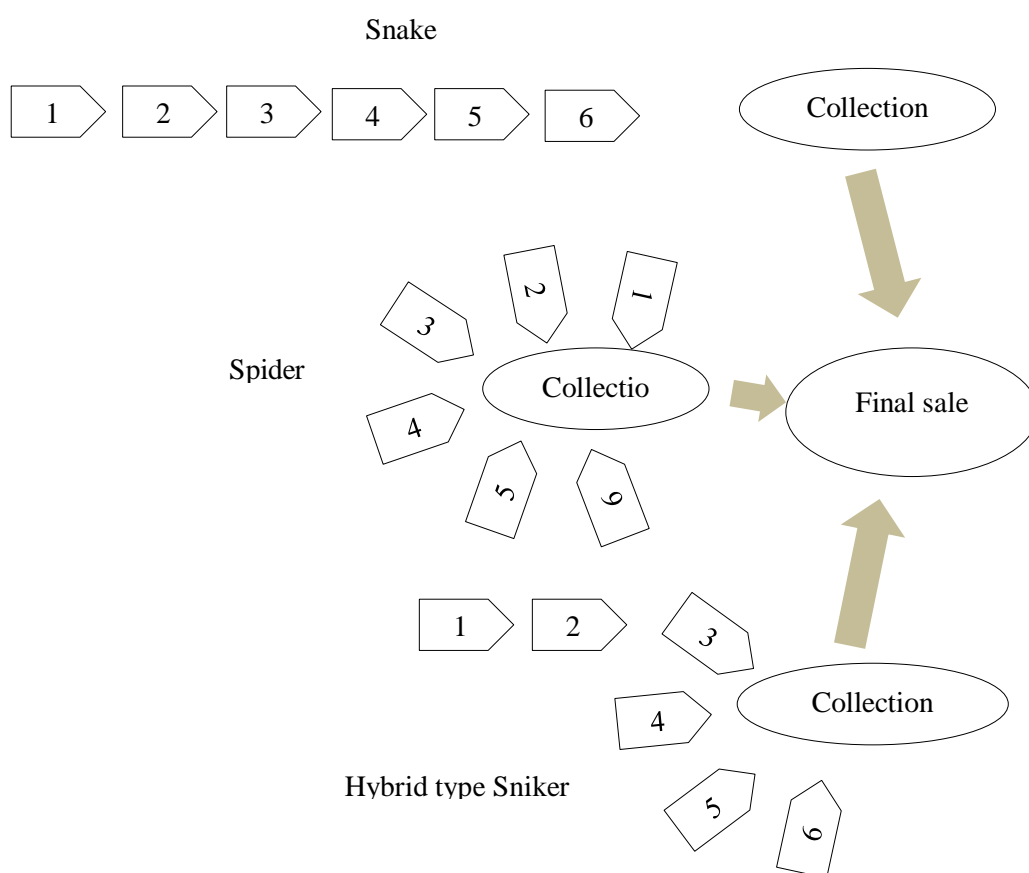 Snake
1 2 3 4 5 6 Collection
2 1
3
Spider Collectio Final sale
4
5 6
1 2 3
4 Collection
Hybrid type Sniker
5 6